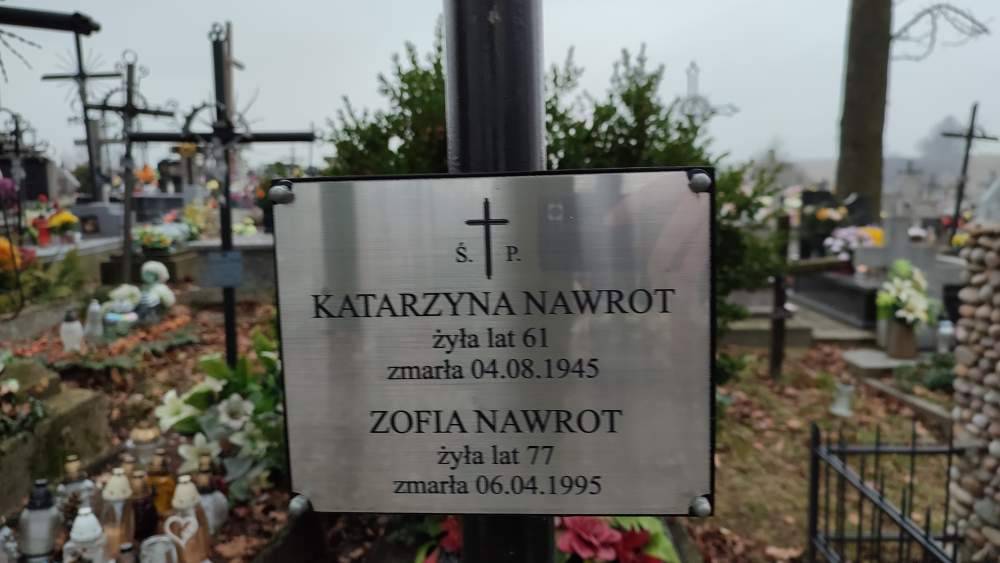 Ś. P.
KATARZYNA NAWROT
żyła lat 61
zmarła 04.08.1945
ZOFIA NAWROT
żyła lat 77
zmarła 06.04.1995